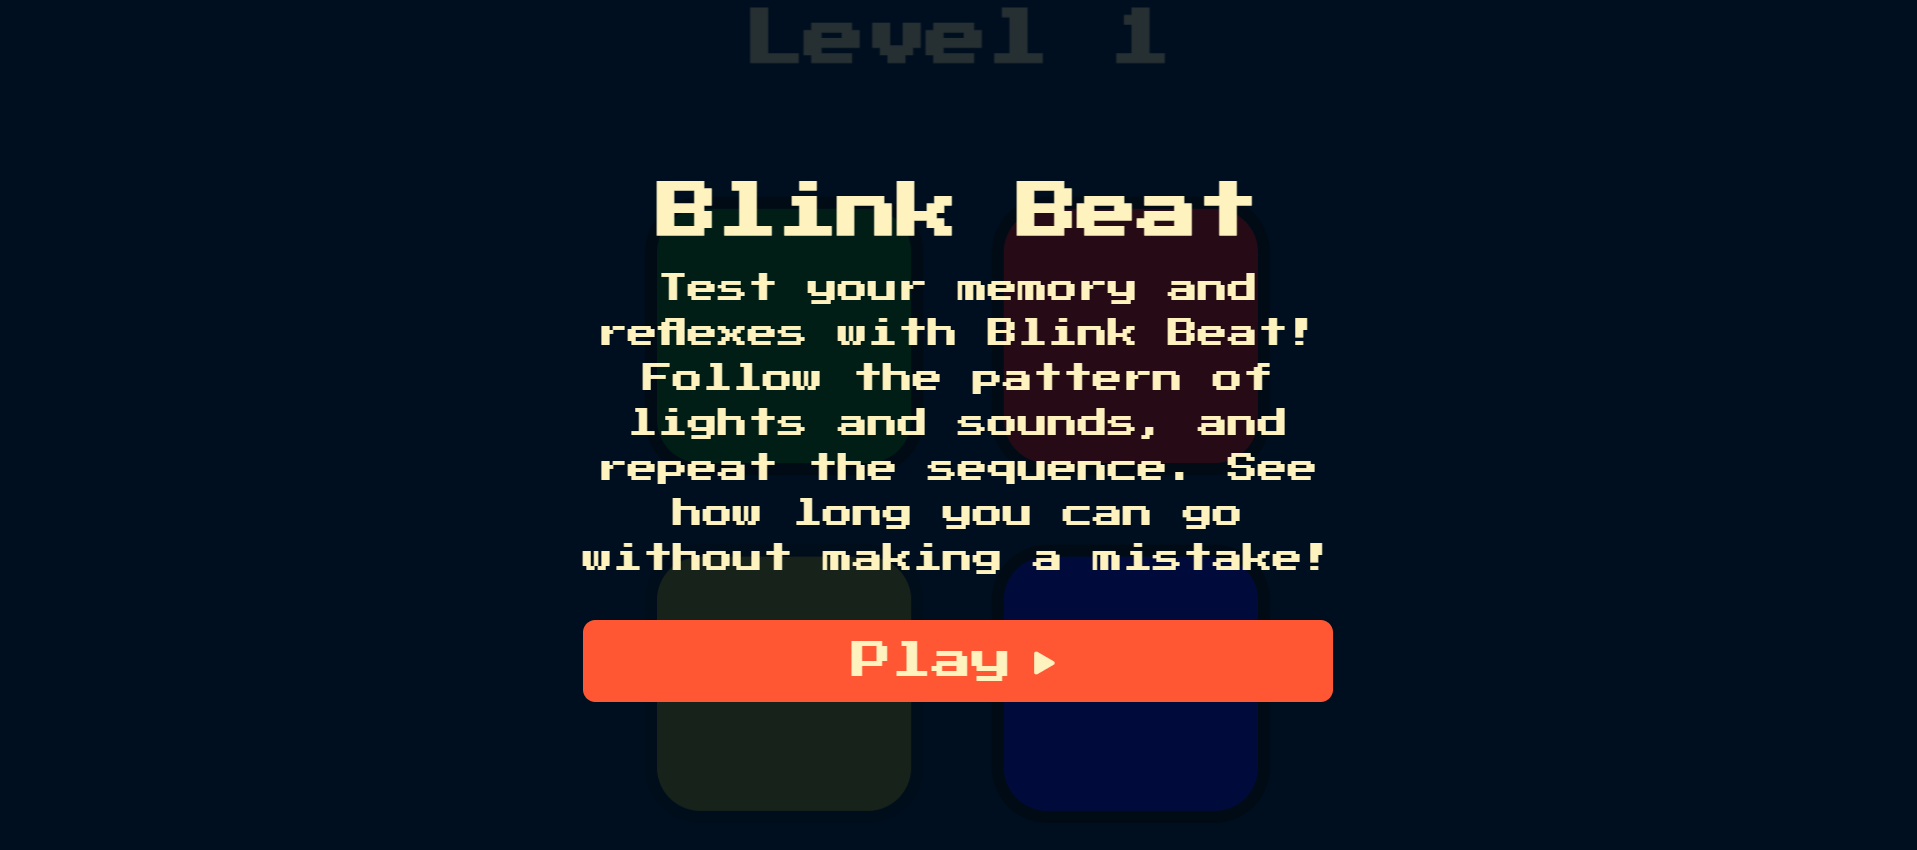 Level 1
Blink Beat
Test your memory and
reflexes with Blink Beat!
Follow the pattern of
lights and sounds, and
repeat the sequence. See
how long you can go
without making a mistake!
Play